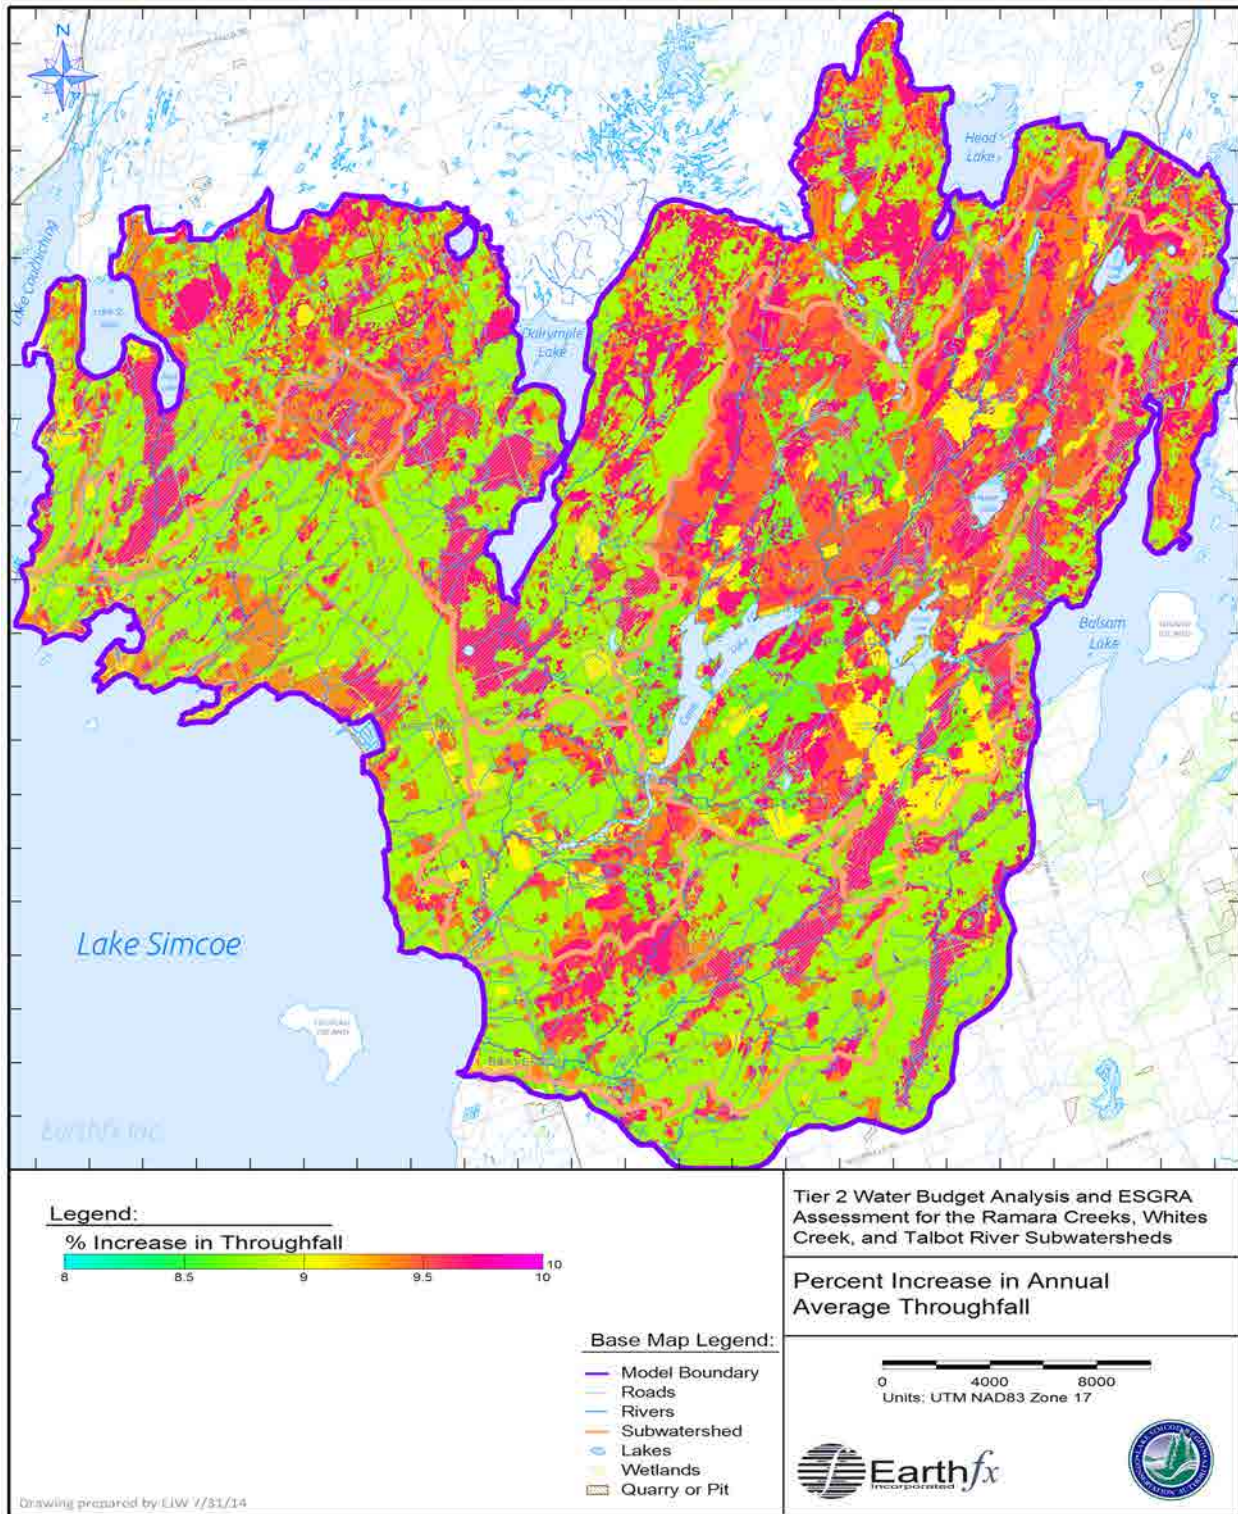 N
Head
Lake
Lake Couchiching
Dalrymple
Lake
Lake
Canal
Balsam
Lake
Lake Simcoe
Earthfx Inc.
Legend:
% Increase in Throughfall
8
8.5
9
9.5
10
10
Base Map Legend:
Model Boundary
Roads
Rivers
Subwatershed
Lakes
Wetlands
Quarry or Pit
Drawing prepared by EJW 7/31/14
Tier 2 Water Budget Analysis and ESGRA
Assessment for the Ramara Creeks, Whites
Creek, and Talbot River Subwatersheds
Percent Increase in Annual
Average Throughfall
0
4000
8000
Units: UTM NAD83 Zone 17
Earthfx
Incorporated